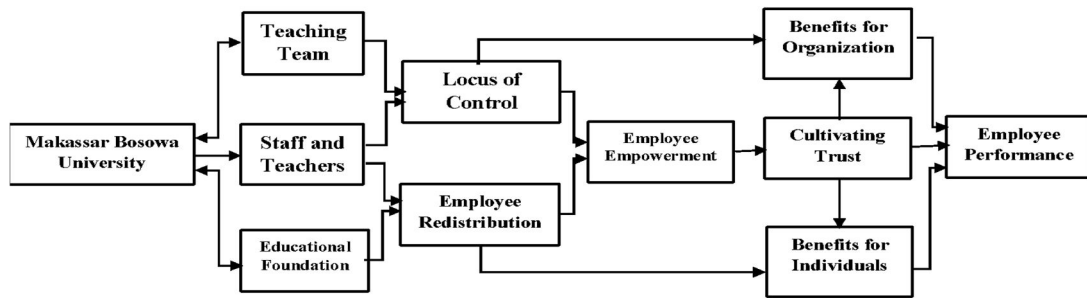 Teaching
Team
Benefits for
Organization
Locus of
Control
Makassar Bosowa
University
Staff and
Teachers
Employee
Empowerment
Cultivating
Trust
Employee
Performance
Employee
Redistribution
Educational
Foundation
Benefits for
Individuals